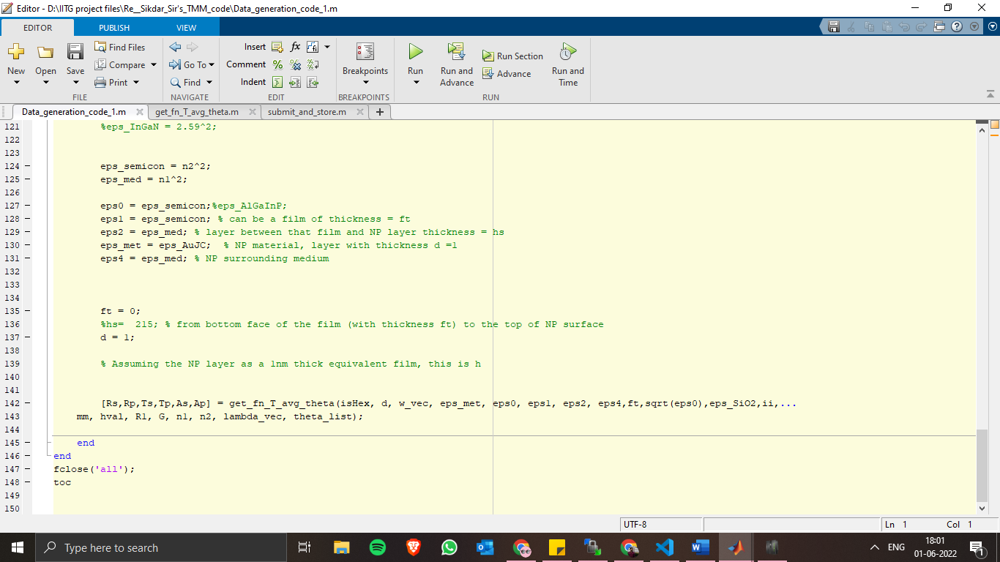 Editor - D:\IITG project files\Re__Sikdar_Sir's_TMM_code\Data_generation_code_1.m
EDITOR PUBLISH VIEW
New Open Save Find Files Compare Print
FILE
Go To Find
NAVIGATE
Insert fx
Comment %
Indent
EDIT
Breakpoints
BREAKPOINTS
Run Run and Advance Run Section Advance Run and Time
RUN
Data_generation_code_1.m get_fn_T_avg_theta.m submit_and_store.m +
121 %eps_InGaN = 2.59^2;
122
123
124 – eps_semicon = n2^2;
125 – eps_med = n1^2;
126
127 – eps0 = eps_semicon;%eps_AlGaInP;
128 – eps1 = eps_semicon; % can be a film of thickness = ft
129 – eps2 = eps_med; % layer between that film and NP layer thickness = hs
130 – eps_met = eps_AuJC;  % NP material, layer with thickness d =1
131 – eps4 = eps_med; % NP surrounding medium
132
133
134
135 – ft = 0;
136 %hs=  215; % from bottom face of the film (with thickness ft) to the top of NP surface
137 – d = 1;
138
139 % Assuming the NP layer as a 1nm thick equivalent film, this is h
140
141
142 – [Rs,Rp,Ts,Tp,As,Ap] = get_fn_T_avg_theta(isHex, d, w_vec, eps_met, eps0, eps1, eps2, eps4,ft,sqrt(eps0),eps_SiO2,ii,...
143 mm, hval, R1, G, n1, n2, lambda_vec, theta_list);
144
145 – end
146 – end
147 – fclose('all');
148 – toc
149
150
UTF-8 Ln 1 Col 1
Type here to search
ENG
18:01
01-06-2022
1